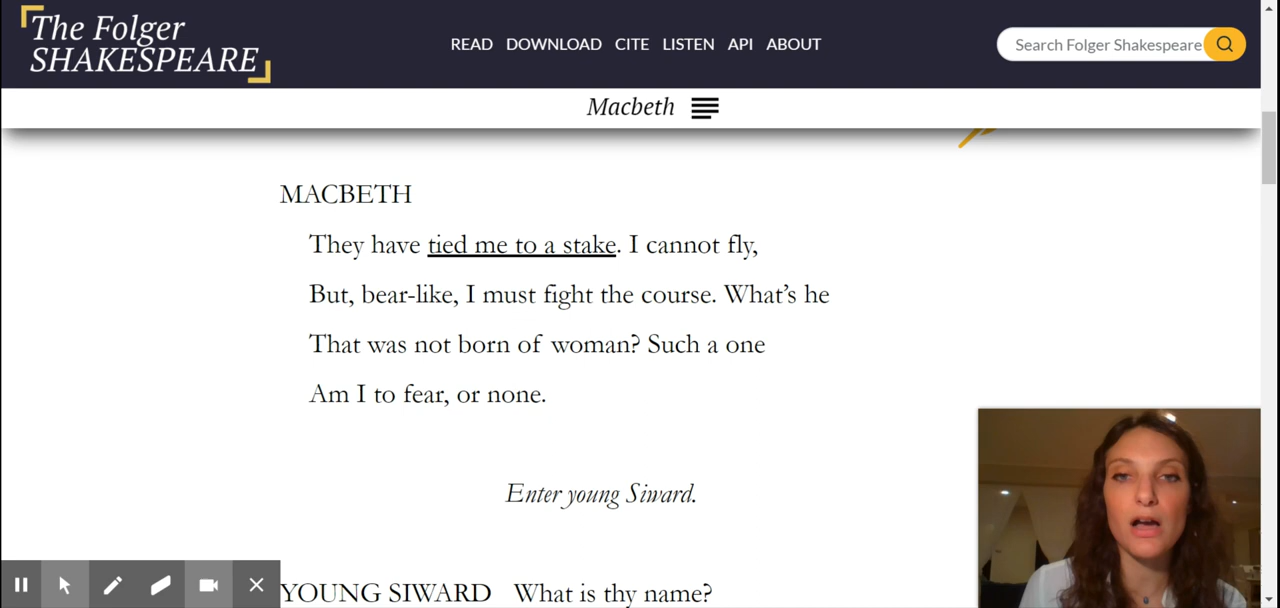 The Folger
SHAKESPEARE
READ DOWNLOAD CITE LISTEN API ABOUT
Search Folger Shakespeare
Macbeth
MACBETH
They have tied me to a stake. I cannot fly,
But, bear-like, I must fight the course. What’s he
That was not born of woman? Such a one
Am I to fear, or none.
Enter young Siward.
YOUNG SIWARD What is thy name?